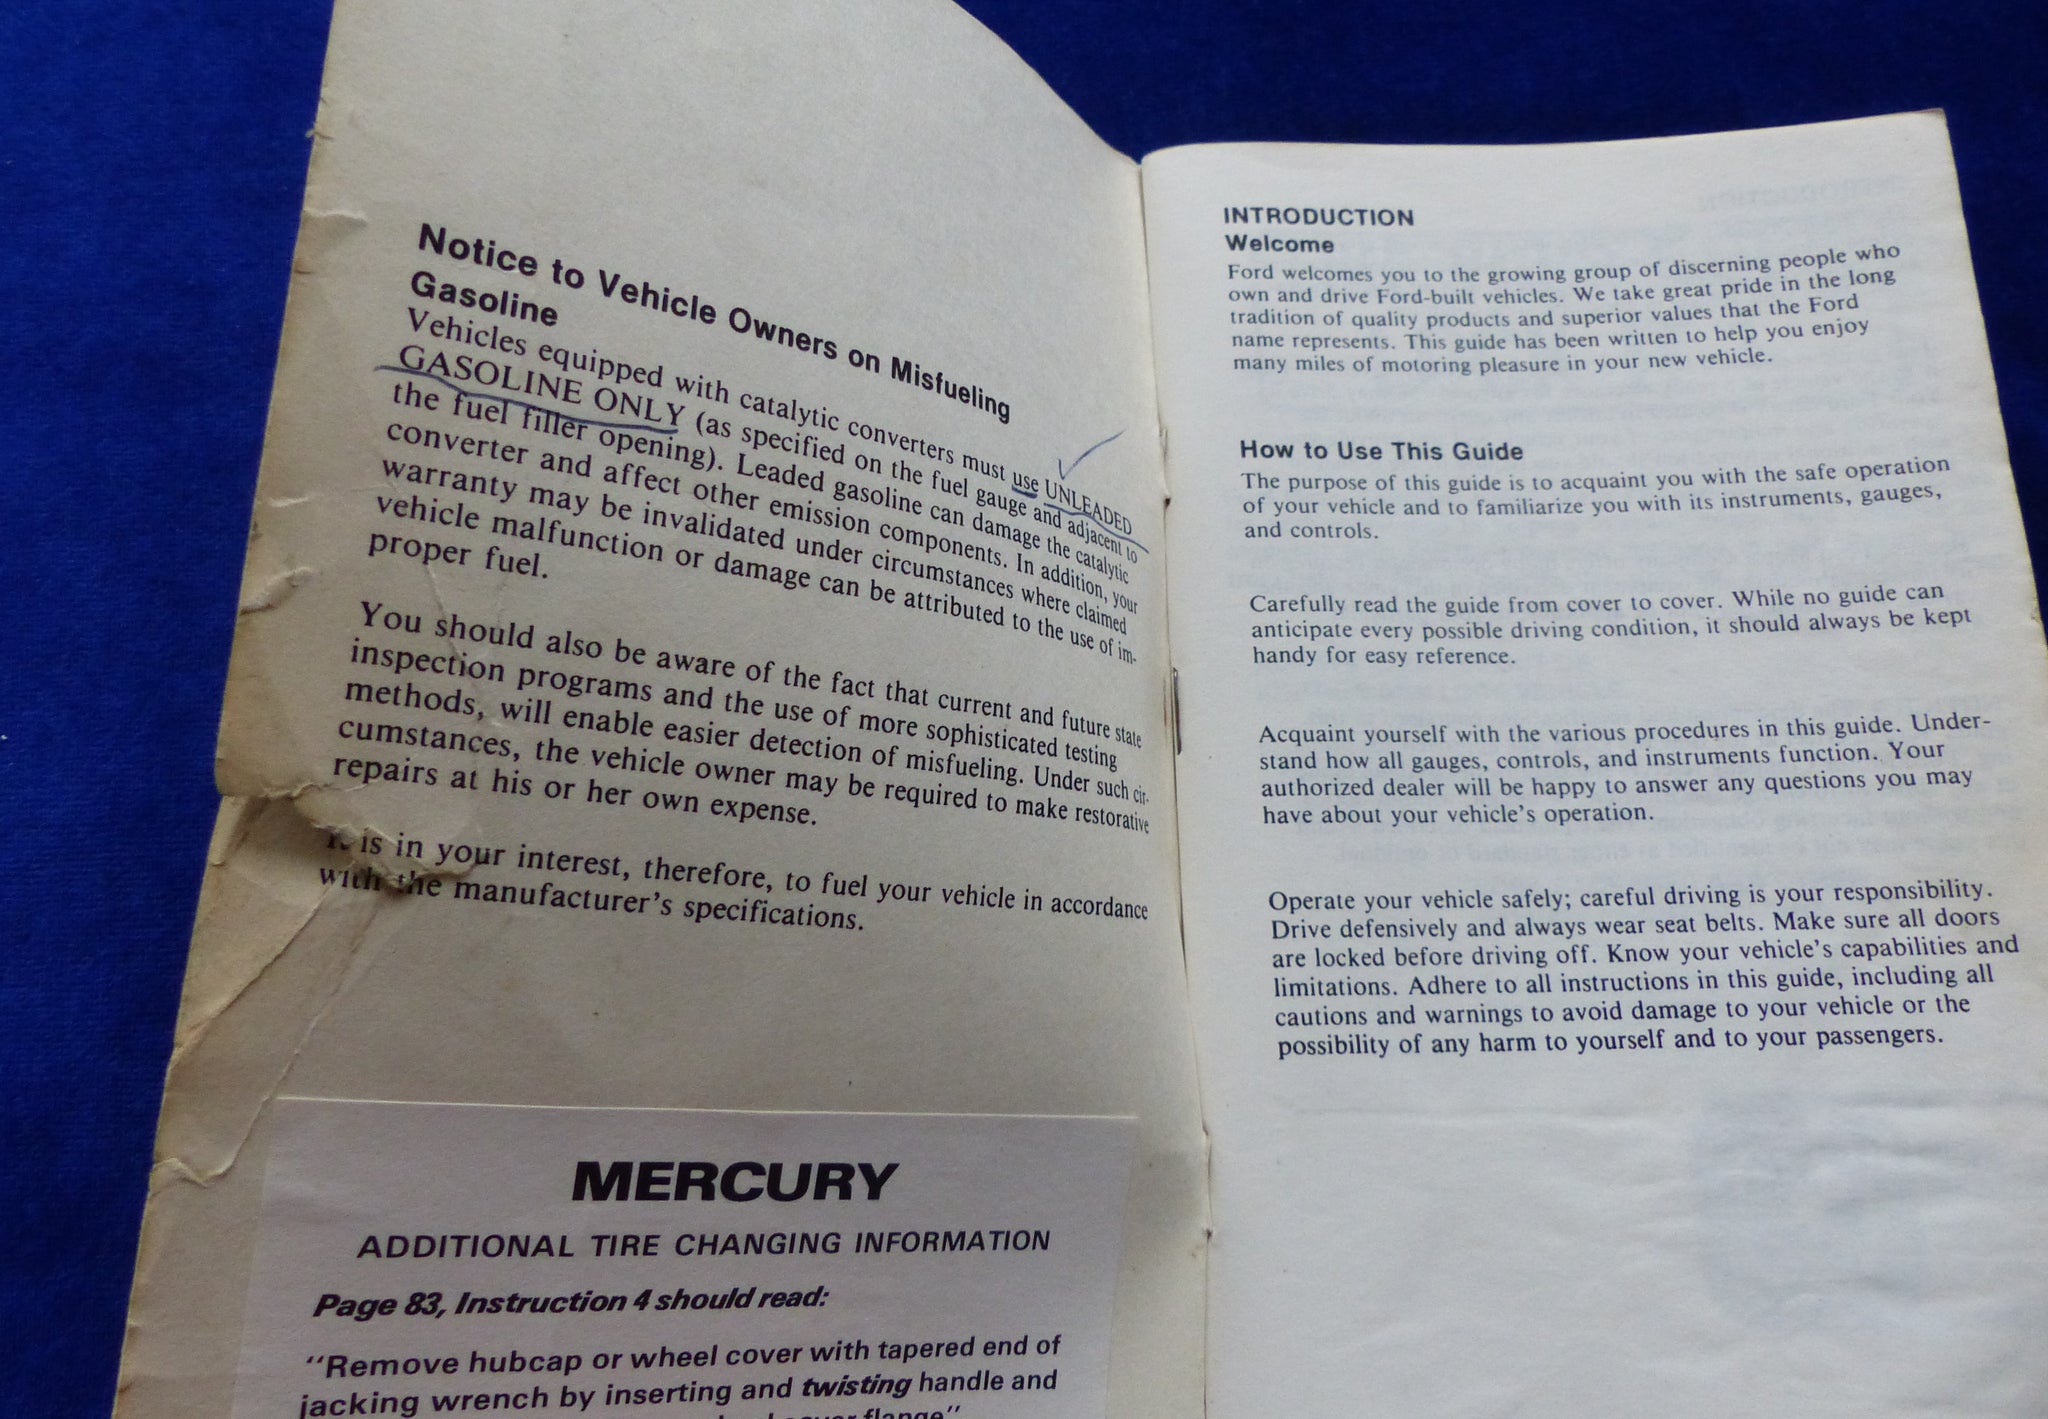 Notice to Vehicle Owners on Misfueling
Gasoline
Vehicles equipped with catalytic converters must use UNLEADED
GASOLINE ONLY (as specified on the fuel gauge and adjacent to
the fuel filler opening). Leaded gasoline can damage the catalytic
converter and affect other emission components. In addition, your
warranty may be invalidated under circumstances where claimed
vehicle malfunction or damage can be attributed to the use of im-
proper fuel.
You should also be aware of the fact that current and future state
inspection programs and the use of more sophisticated testing
methods, will enable easier detection of misfueling. Under such cir-
cumstances, the vehicle owner may be required to make restorative
repairs at his or her own expense.
It is in your interest, therefore, to fuel your vehicle in accordance
with the manufacturer's specifications.
MERCURY
ADDITIONAL TIRE CHANGING INFORMATION
Page 83, Instruction 4 should read:
"Remove hubcap or wheel cover with tapered end of
jacking wrench by inserting and twisting handle and
cover flange"
INTRODUCTION
Welcome
Ford welcomes you to the growing group of discerning people who
own and drive Ford-built vehicles. We take great pride in the long
tradition of quality products and superior values that the Ford
name represents. This guide has been written to help you enjoy
many miles of motoring pleasure in your new vehicle.
How to Use This Guide
The purpose of this guide is to acquaint you with the safe operation
of your vehicle and to familiarize you with its instruments, gauges,
and controls.
Carefully read the guide from cover to cover. While no guide can
anticipate every possible driving condition, it should always be kept
handy for easy reference.
Acquaint yourself with the various procedures in this guide. Under-
stand how all gauges, controls, and instruments function. Your
authorized dealer will be happy to answer any questions you may
have about your vehicle's operation.
Operate your vehicle safely; careful driving is your responsibility.
Drive defensively and always wear seat belts. Make sure all doors
are locked before driving off. Know your vehicle's capabilities and
limitations. Adhere to all instructions in this guide, including all
cautions and warnings to avoid damage to your vehicle or the
possibility of any harm to yourself and to your passengers.